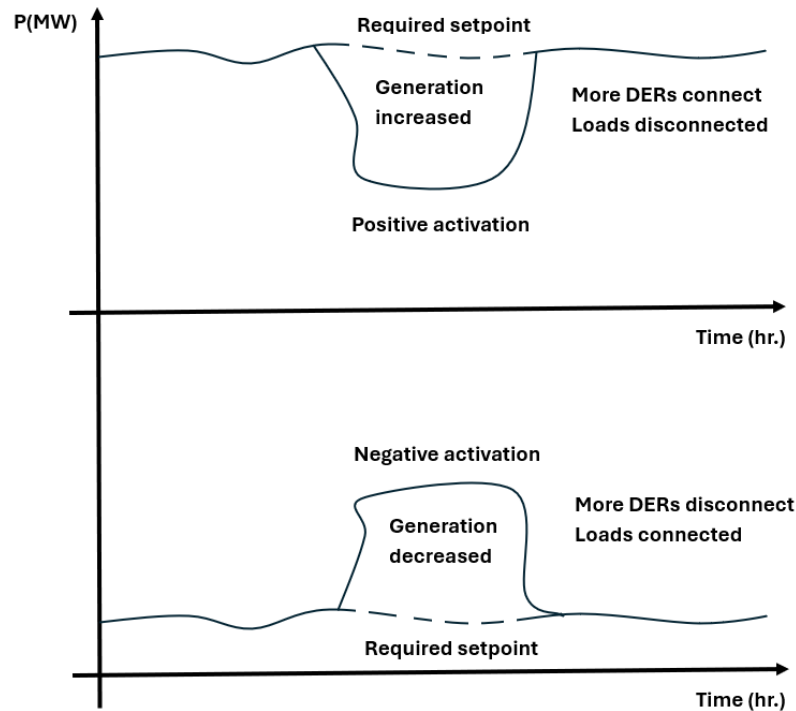 P(MW)
Required setpoint
Generation
increased
More DERs connect
Loads disconnected
Positive activation
Time (hr.)
Negative activation
More DERs disconnect
Loads connected
Generation
decreased
Required setpoint
Time (hr.)